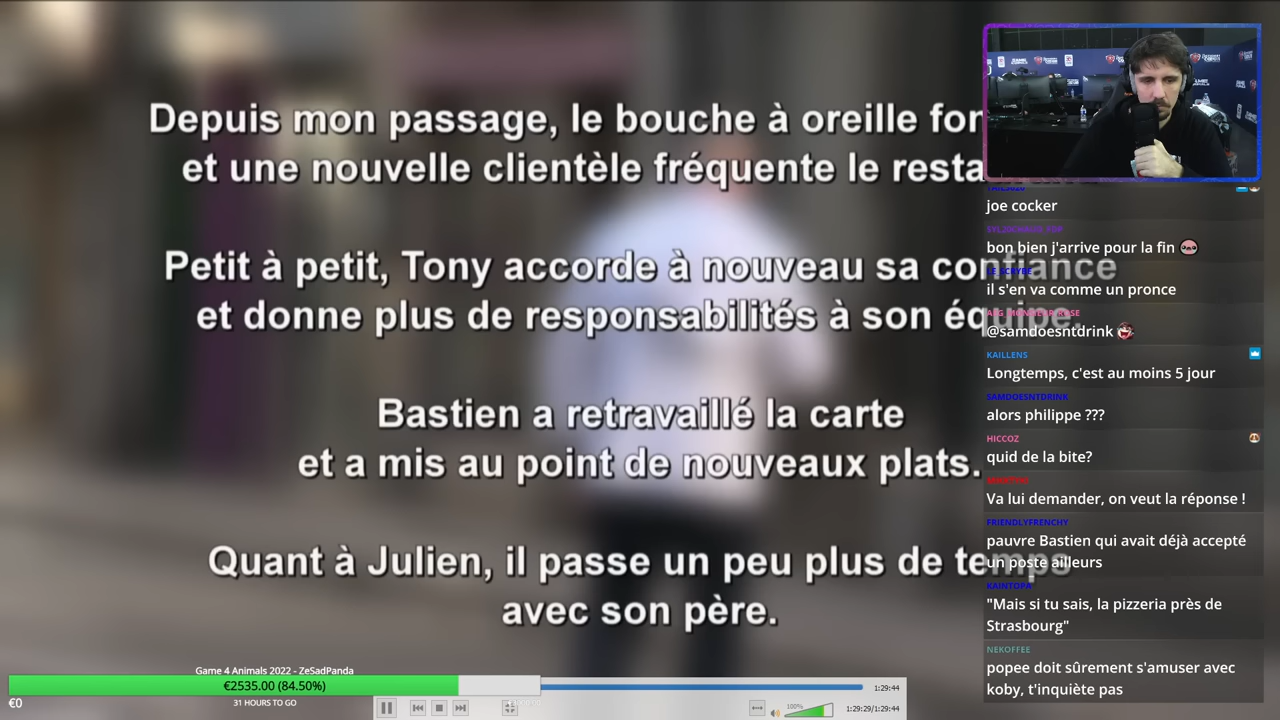 Depuis mon passage, le bouche à oreille
et une nouvelle clientèle fréquente le
Petit à petit, Tony accorde à nouveau sa confiance
et donne plus de responsabilités à son équipe.
Bastien a retravaillé la carte
et a mis au point de nouveaux plats.
Quant à Julien, il passe un peu plus de temps
avec son père.
joe cocker
bon bien j'arrive pour la fin
il s'en va comme un pronce
@samdoesntdrink
KAILLENS
Longtemps, c'est au moins 5 jour
SAMDOESNTDRINK
alors philippe ???
HICCOZ
quid de la bite?
Va lui demander, on veut la réponse !
FRIENDLYFRENCHY
pauvre Bastien qui avait déjà accepté
un poste ailleurs
KAINTOPA
"Mais si tu sais, la pizzeria près de
Strasbourg"
NEKOFFEE
popee doit sûrement s'amuser avec
koby, t'inquiète pas
Game 4 Animals 2022 - ZeSadPanda
€2535.00 (84.50%)
€0
31 HOURS TO GO
1:29:44
100%
1:29:29/1:29:44